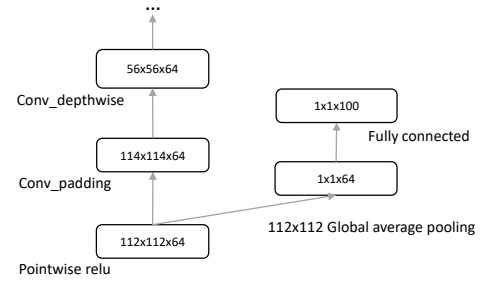 ...
56x56x64
Conv_depthwise
1x1x100
Fully connected
114x114x64
Conv_padding
1x1x64
112x112 Global average pooling
112x112x64
Pointwise relu